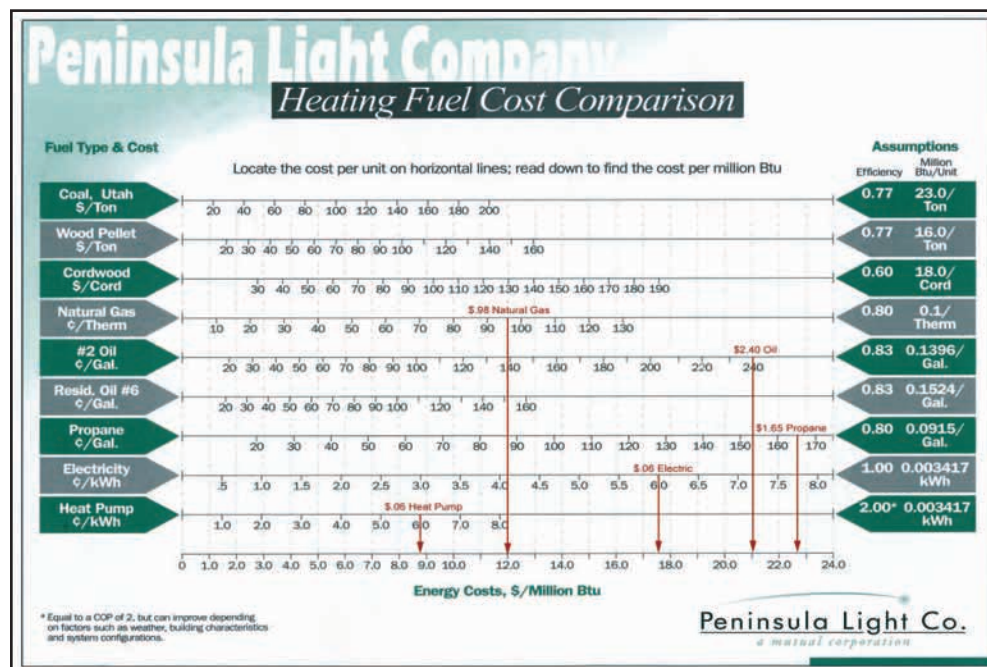 Peninsula Light Company
Heating Fuel Cost Comparison
Fuel Type & Cost
Assumptions
Locate the cost per unit on horizontal lines; read down to find the cost per million Btu
Efficiency
Million
Btu/Unit
Coal, Utah
$/Ton
20 40 60 80 100 120 140 160 180 200
0.77 23.0/
Ton
Wood Pellet
$/Ton
20 30 40 50 60 70 80 90 100 120 140 160
0.77 16.0/
Ton
Cordwood
$/Cord
30 40 50 60 70 80 90 100 110 120 130 140 150 160 170 180 190
0.60 18.0/
Cord
Natural Gas
¢/Therm
$.98 Natural Gas
10 20 30 40 50 60 70 80 90 100 110 120 130
0.80 0.1/
Therm
#2 Oil
¢/Gal.
$2.40 Oil
20 30 40 50 60 70 80 90 100 120 140 160 180 200 220 240
0.83 0.1396/
Gal.
Resid. Oil #6
¢/Gal.
20 30 40 50 60 70 80 90 100 120 140 160
0.83 0.1524/
Gal.
Propane
¢/Gal.
$1.65 Propane
20 30 40 50 60 70 80 90 100 110 120 130 140 150 160 170
0.80 0.0915/
Gal.
Electricity
¢/kWh
$.06 Electric
.5 1.0 1.5 2.0 2.5 3.0 3.5 4.0 4.5 5.0 5.5 6.0 6.5 7.0 7.5 8.0
1.00 0.003417
kWh
Heat Pump
¢/kWh
$.06 Heat Pump
1.0 2.0 3.0 4.0 5.0 6.0 7.0 8.0
2.00* 0.003417
kWh
0 1.0 2.0 3.0 4.0 5.0 6.0 7.0 8.0 9.0 10.0 12.0 14.0 16.0 18.0 20.0 22.0 24.0
Energy Costs, $/Million Btu
* Equal to a COP of 2, but can improve depending
on factors such as weather, building characteristics
and system configurations.
Peninsula Light Co.
a mutual corporation